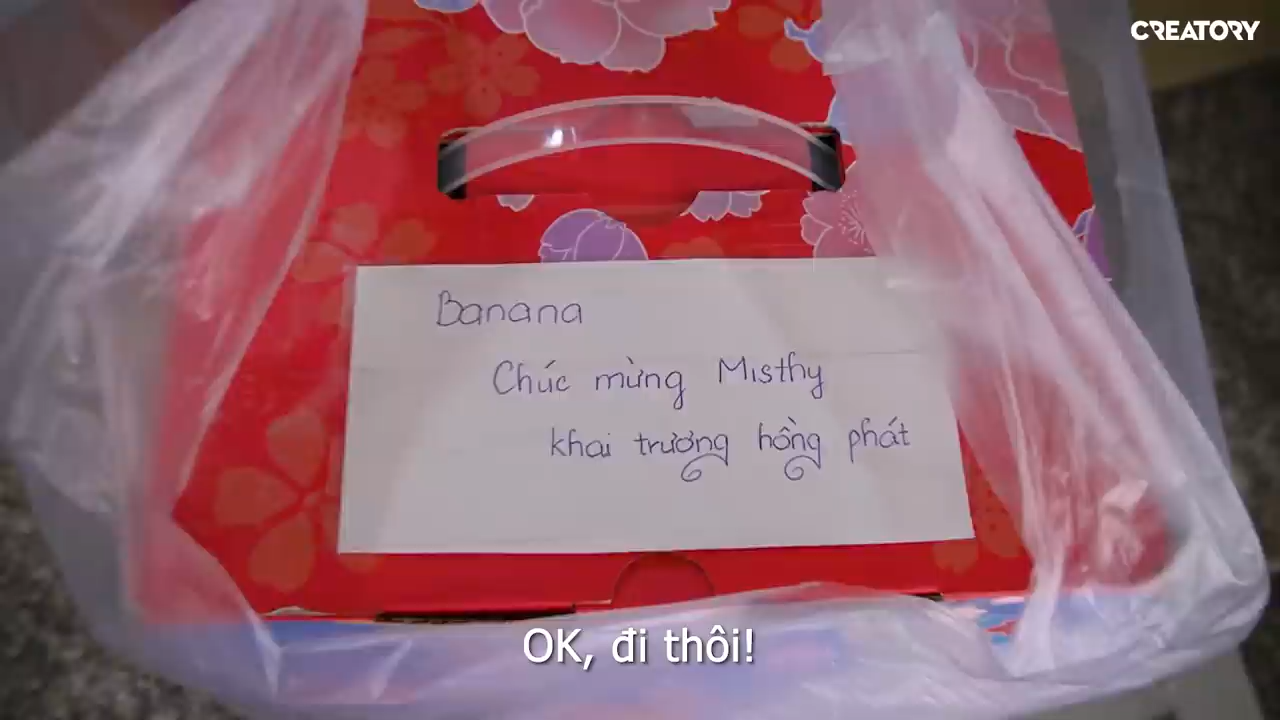 CREATORY
Banana
Chúc mừng Misthy
khai trương hồng phát
OK, đi thôi!